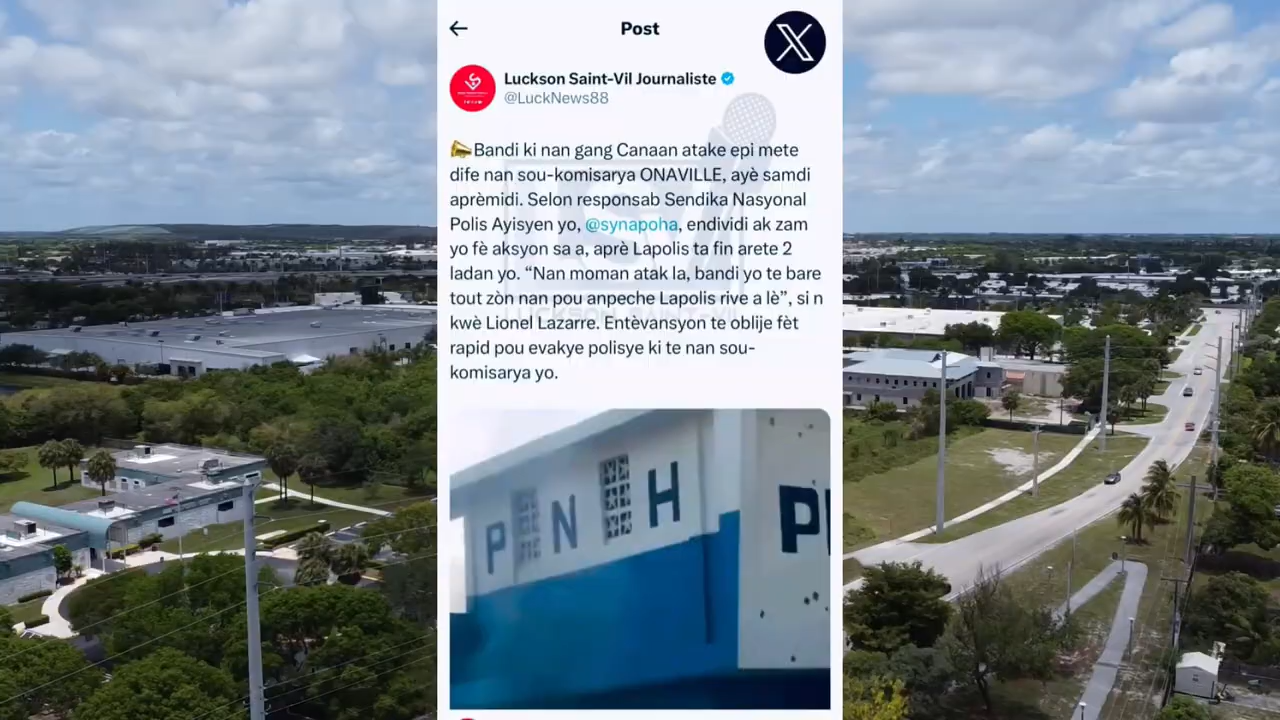 Post
X
Luckson Saint-Vil Journaliste
@LuckNews88
Bandi ki nan gang Canaan atake epi mete
dife nan sou-komisarya ONAVILLE, ayè samdi
aprèmidi. Selon responsab Sendika Nasyonal
Polis Ayisyen yo, @synapoha, endividi ak zam
yo fè aksyon sa a, aprè Lapolis ta fin arete 2
ladan yo. “Nan moman atak la, bandi yo te bare
tout zòn nan pou anpeche Lapolis rive a lè”, si n
kwè Lionel Lazarre. Entèvansyon te oblije fèt
rapid pou evakye polisye ki te nan sou-
komisarya yo.
LUCKSON SAINT-VIL
P N H
P